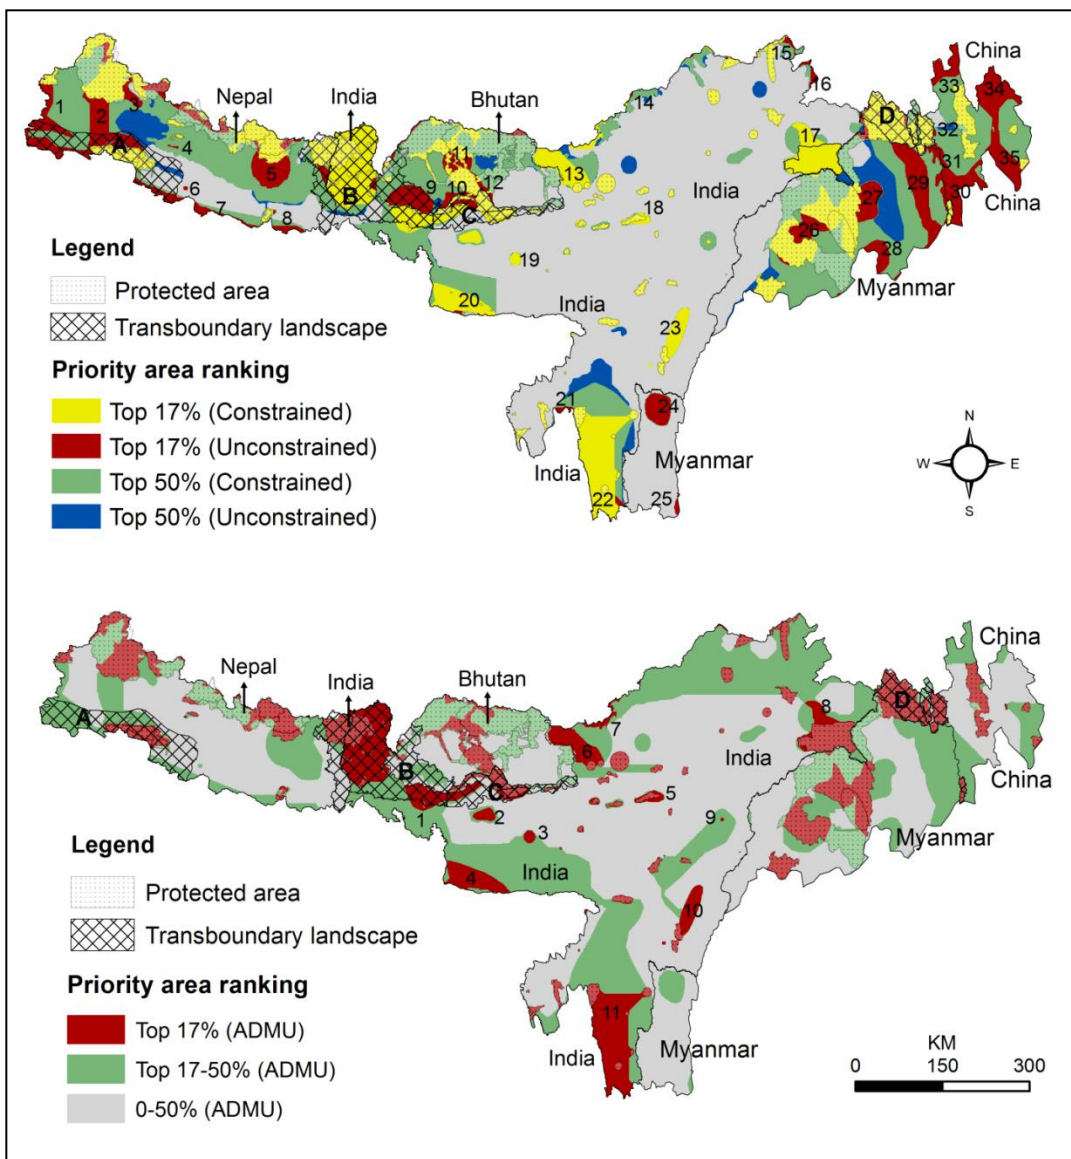 China
15
1
2
3
Nepal
India
Bhutan
14
16
33
34
D
17
32
A
4
5
11
13
31
35
6
9
10
12
India
29
30
China
7
8
B
C
18
27
26
28
Legend
19
Myanmar
Protected area
20
India
Transboundary landscape
23
Priority area ranking
Top 17% (Constrained)
21
24
Top 17% (Unconstrained)
N
India
Myanmar
W
E
Top 50% (Constrained)
22
25
Top 50% (Unconstrained)
S
China
Nepal
India
Bhutan
D
A
7
8
6
India
B
C
China
5
1
2
9
3
Myanmar
Legend
India
4
Protected area
10
Transboundary landscape
Priority area ranking
11
Top 17% (ADMU)
India
Myanmar
KM
Top 17-50% (ADMU)
0
150
300
0-50% (ADMU)